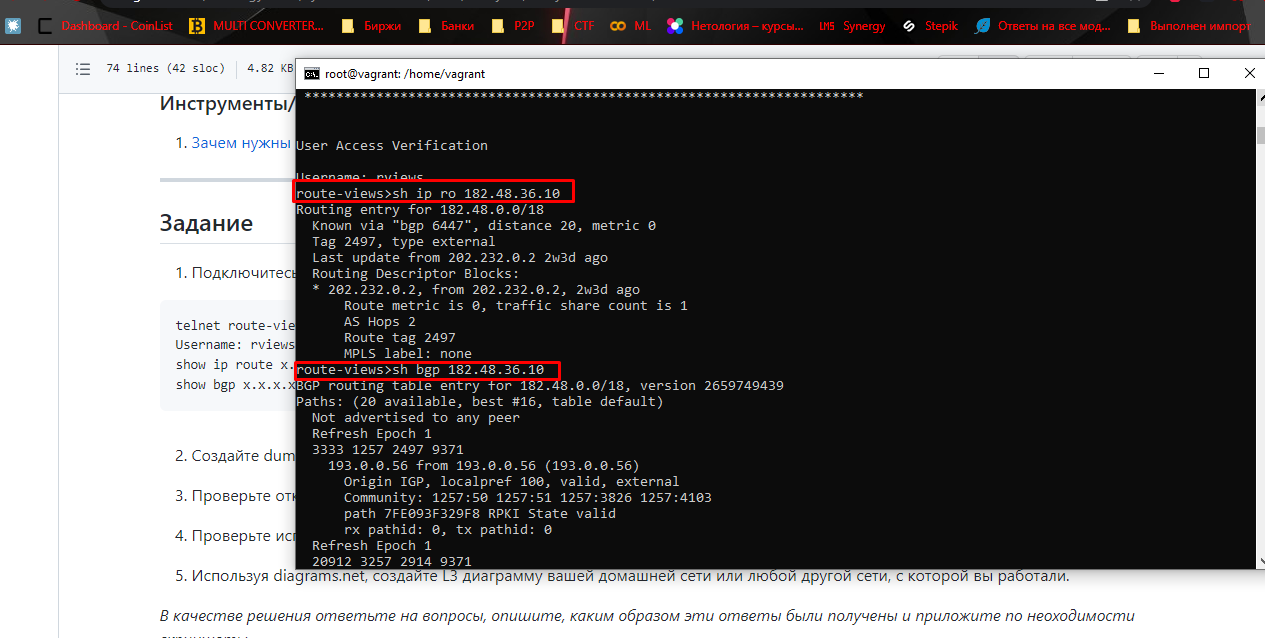 Dashboard - CoinList MULTI CONVERTER... Биржи Банки P2P CTF ML Нетология – курсы... LMS Synergy Stepik Ответы на все мод... Выполнен импорт
74 lines (42 sloc) 4.82 KB
root@vagrant: /home/vagrant
Инструменты/
1. Зачем нужны
Задание
1. Подключитесь
telnet route-vie
Username: rviews
show ip route x.
show bgp x.x.x.x
2. Создайте dum
3. Проверьте отк
4. Проверьте исп
**********************************************************************
User Access Verification
Username: rviews
route-views>sh ip ro 182.48.36.10
Routing entry for 182.48.0.0/18
Known via "bgp 6447", distance 20, metric 0
Tag 2497, type external
Last update from 202.232.0.2 2w3d ago
Routing Descriptor Blocks:
* 202.232.0.2, from 202.232.0.2, 2w3d ago
Route metric is 0, traffic share count is 1
AS Hops 2
Route tag 2497
MPLS label: none
route-views>sh bgp 182.48.36.10
BGP routing table entry for 182.48.0.0/18, version 2659749439
Paths: (20 available, best #16, table default)
Not advertised to any peer
Refresh Epoch 1
3333 1257 2497 9371
193.0.0.56 from 193.0.0.56 (193.0.0.56)
Origin IGP, localpref 100, valid, external
Community: 1257:50 1257:51 1257:3826 1257:4103
path 7FE093F329F8 RPKI State valid
rx pathid: 0, tx pathid: 0
Refresh Epoch 1
20912 3257 2914 9371
5. Используя diagrams.net, создайте L3 диаграмму вашей домашней сети или любой другой сети, с которой вы работали.
В качестве решения ответьте на вопросы, опишите, каким образом эти ответы были получены и приложите по неоходимости